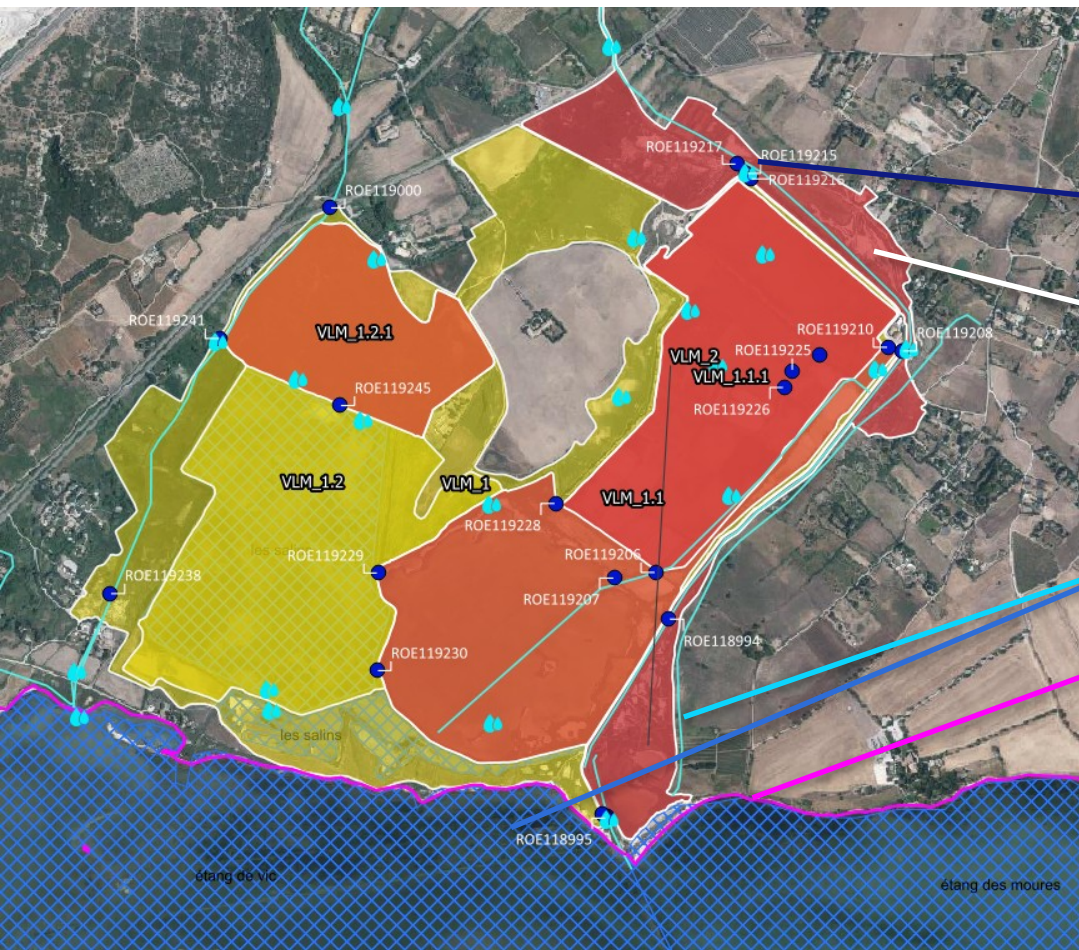 ROE119217
ROE119215
ROE119216
ROE119000
ROE119241
VLM_1.2.1
ROE119210
ROE119208
VLM_2
ROE119225
VLM_1.1.1
ROE119245
ROE119226
VLM_1.2
VLM_1
VLM_1.1
ROE119228
les salins
ROE119229
ROE119206
ROE119238
ROE119207
ROE118994
ROE119230
les salins
ROE118995
étang de vic
étang des moures